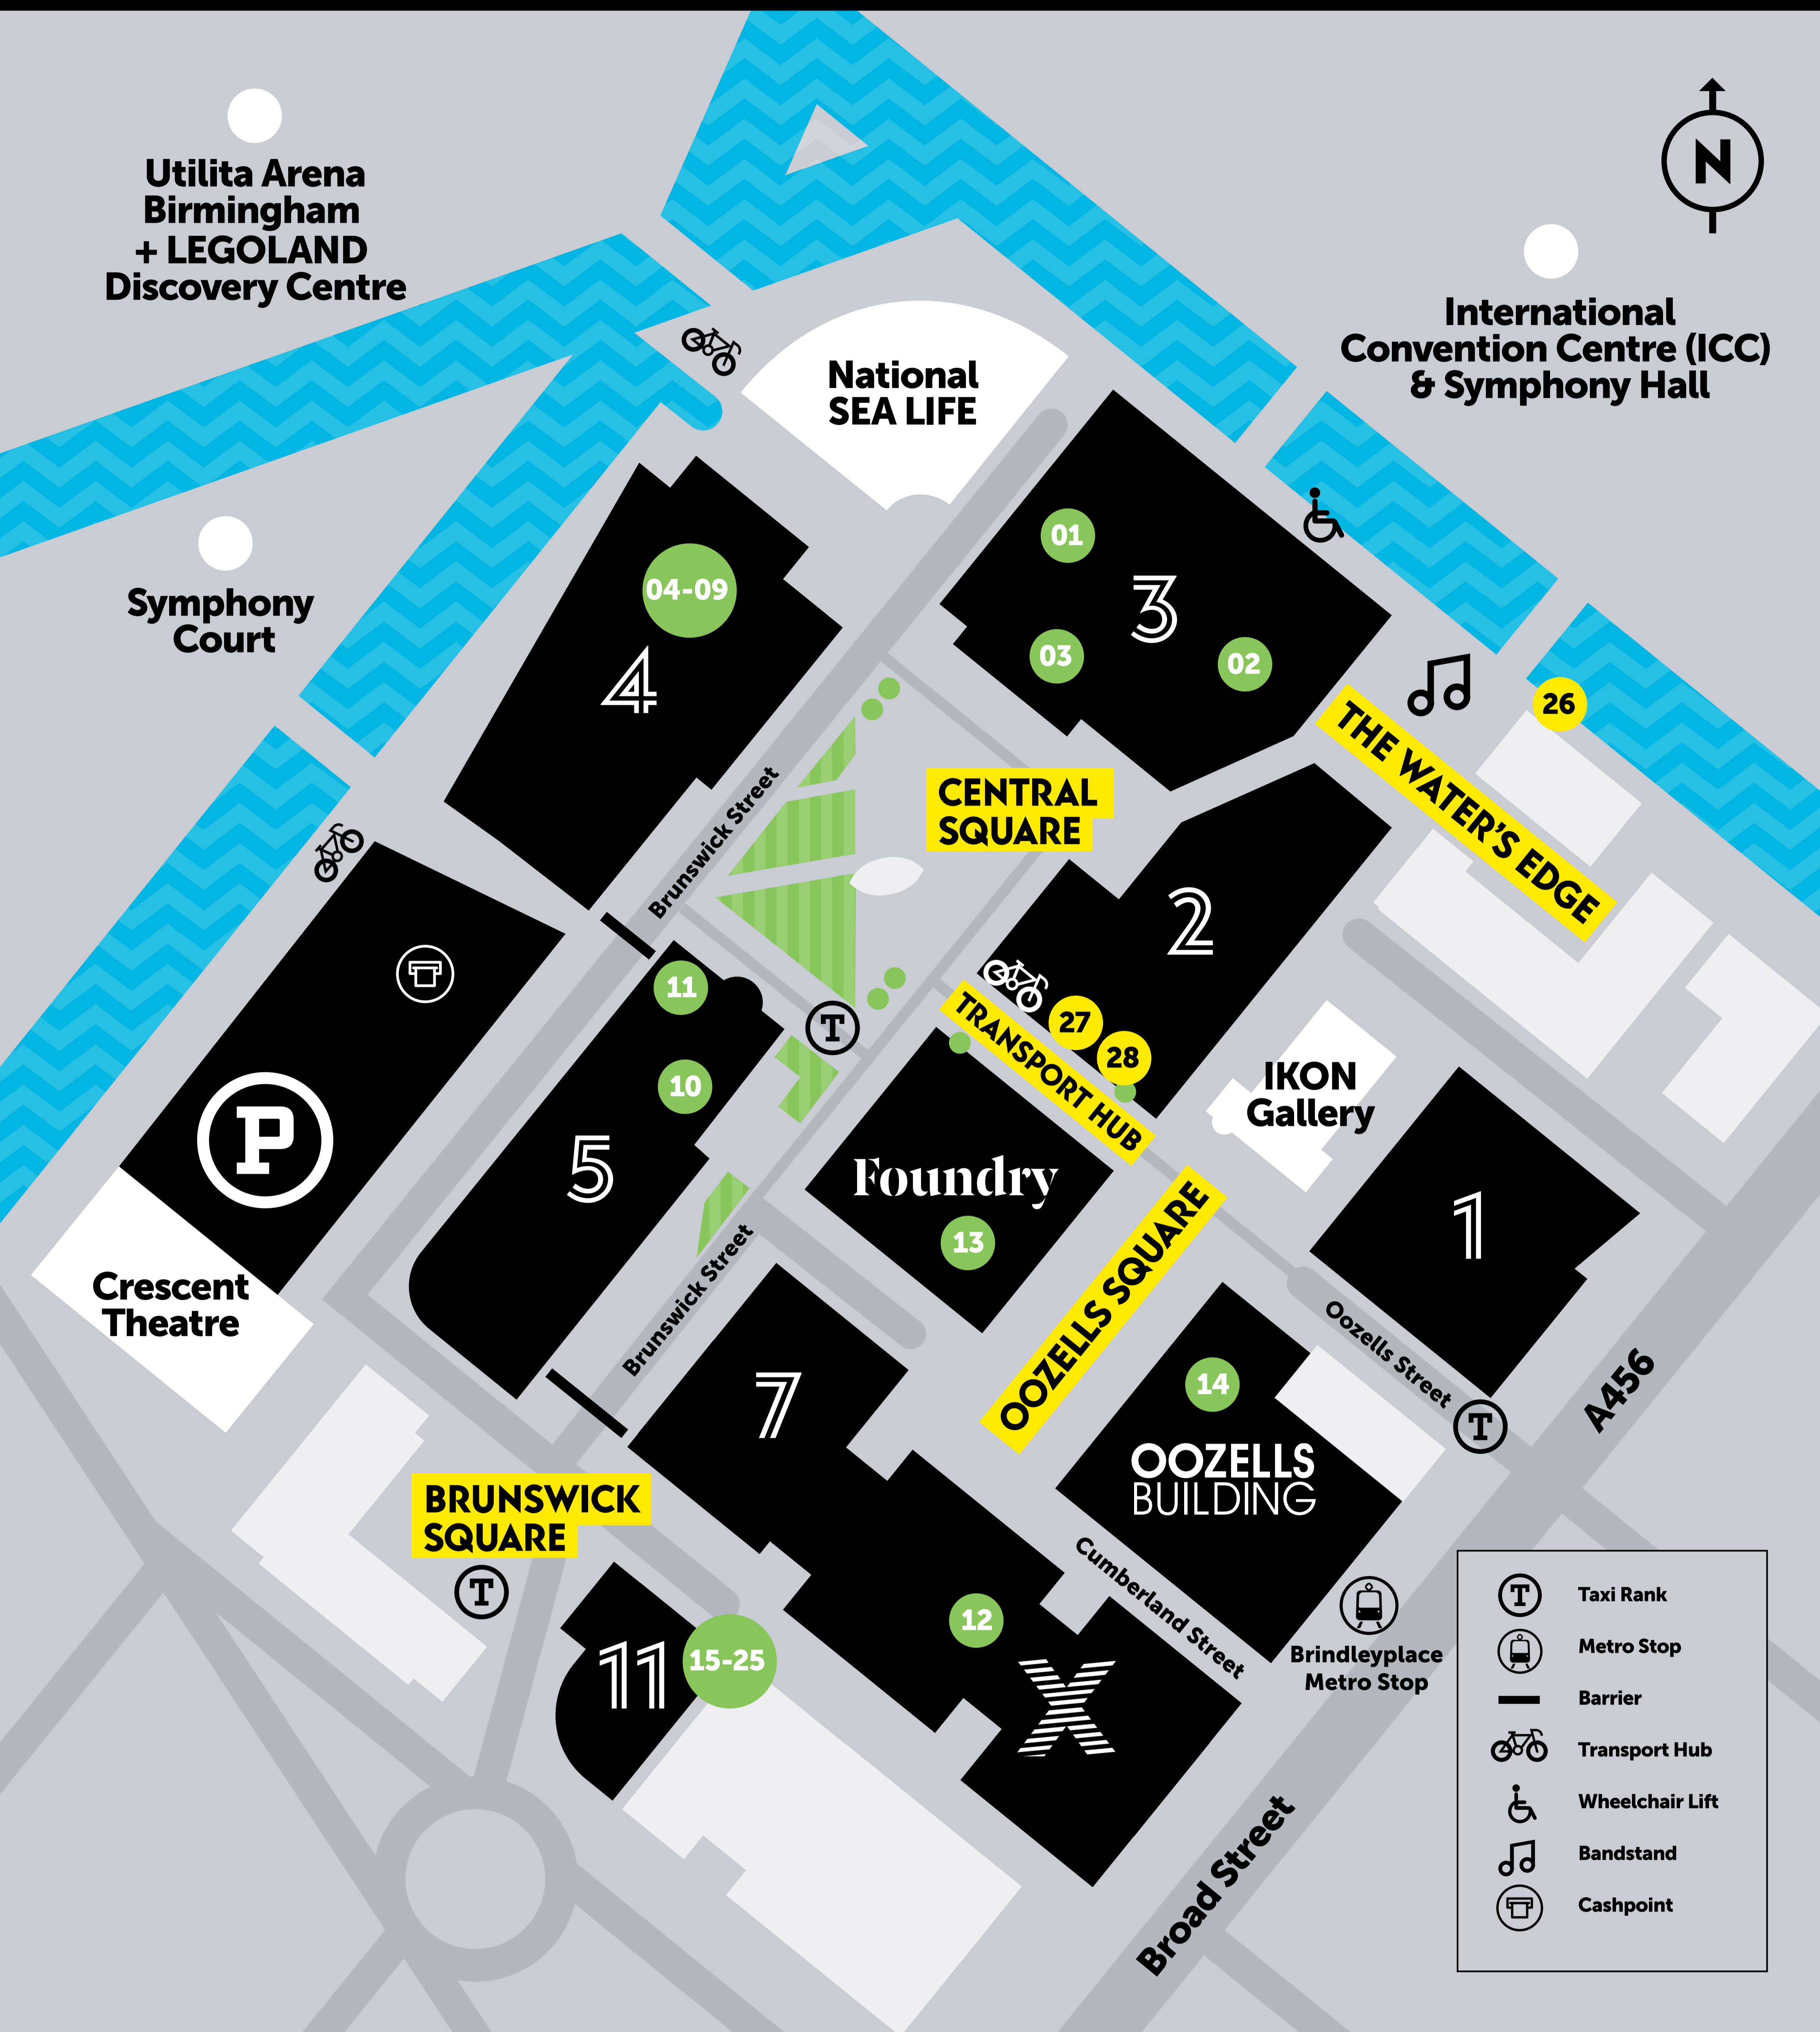 N
Utilita Arena
Birmingham
+ LEGOLAND
Discovery Centre
International
Convention Centre (ICC)
& Symphony Hall
National
SEA LIFE
Symphony
Court
01
3
03
02
04-09
4
26
THE WATER'S EDGE
CENTRAL
SQUARE
Brunswick Street
2
27
28
TRANSPORT HUB
T
11
10
5
P
Crescent
Theatre
IKON
Gallery
1
Foundry
13
OOZELLS SQUARE
Brunswick Street
7
Oozells Street
T
A456
14
OOZELLS
BUILDING
Cumberland Street
BRUNSWICK
SQUARE
T
11
15-25
12
X
Brindleyplace
Metro Stop
Broad Street
T Taxi Rank
Metro Stop
Barrier
Transport Hub
Wheelchair Lift
Bandstand
Cashpoint